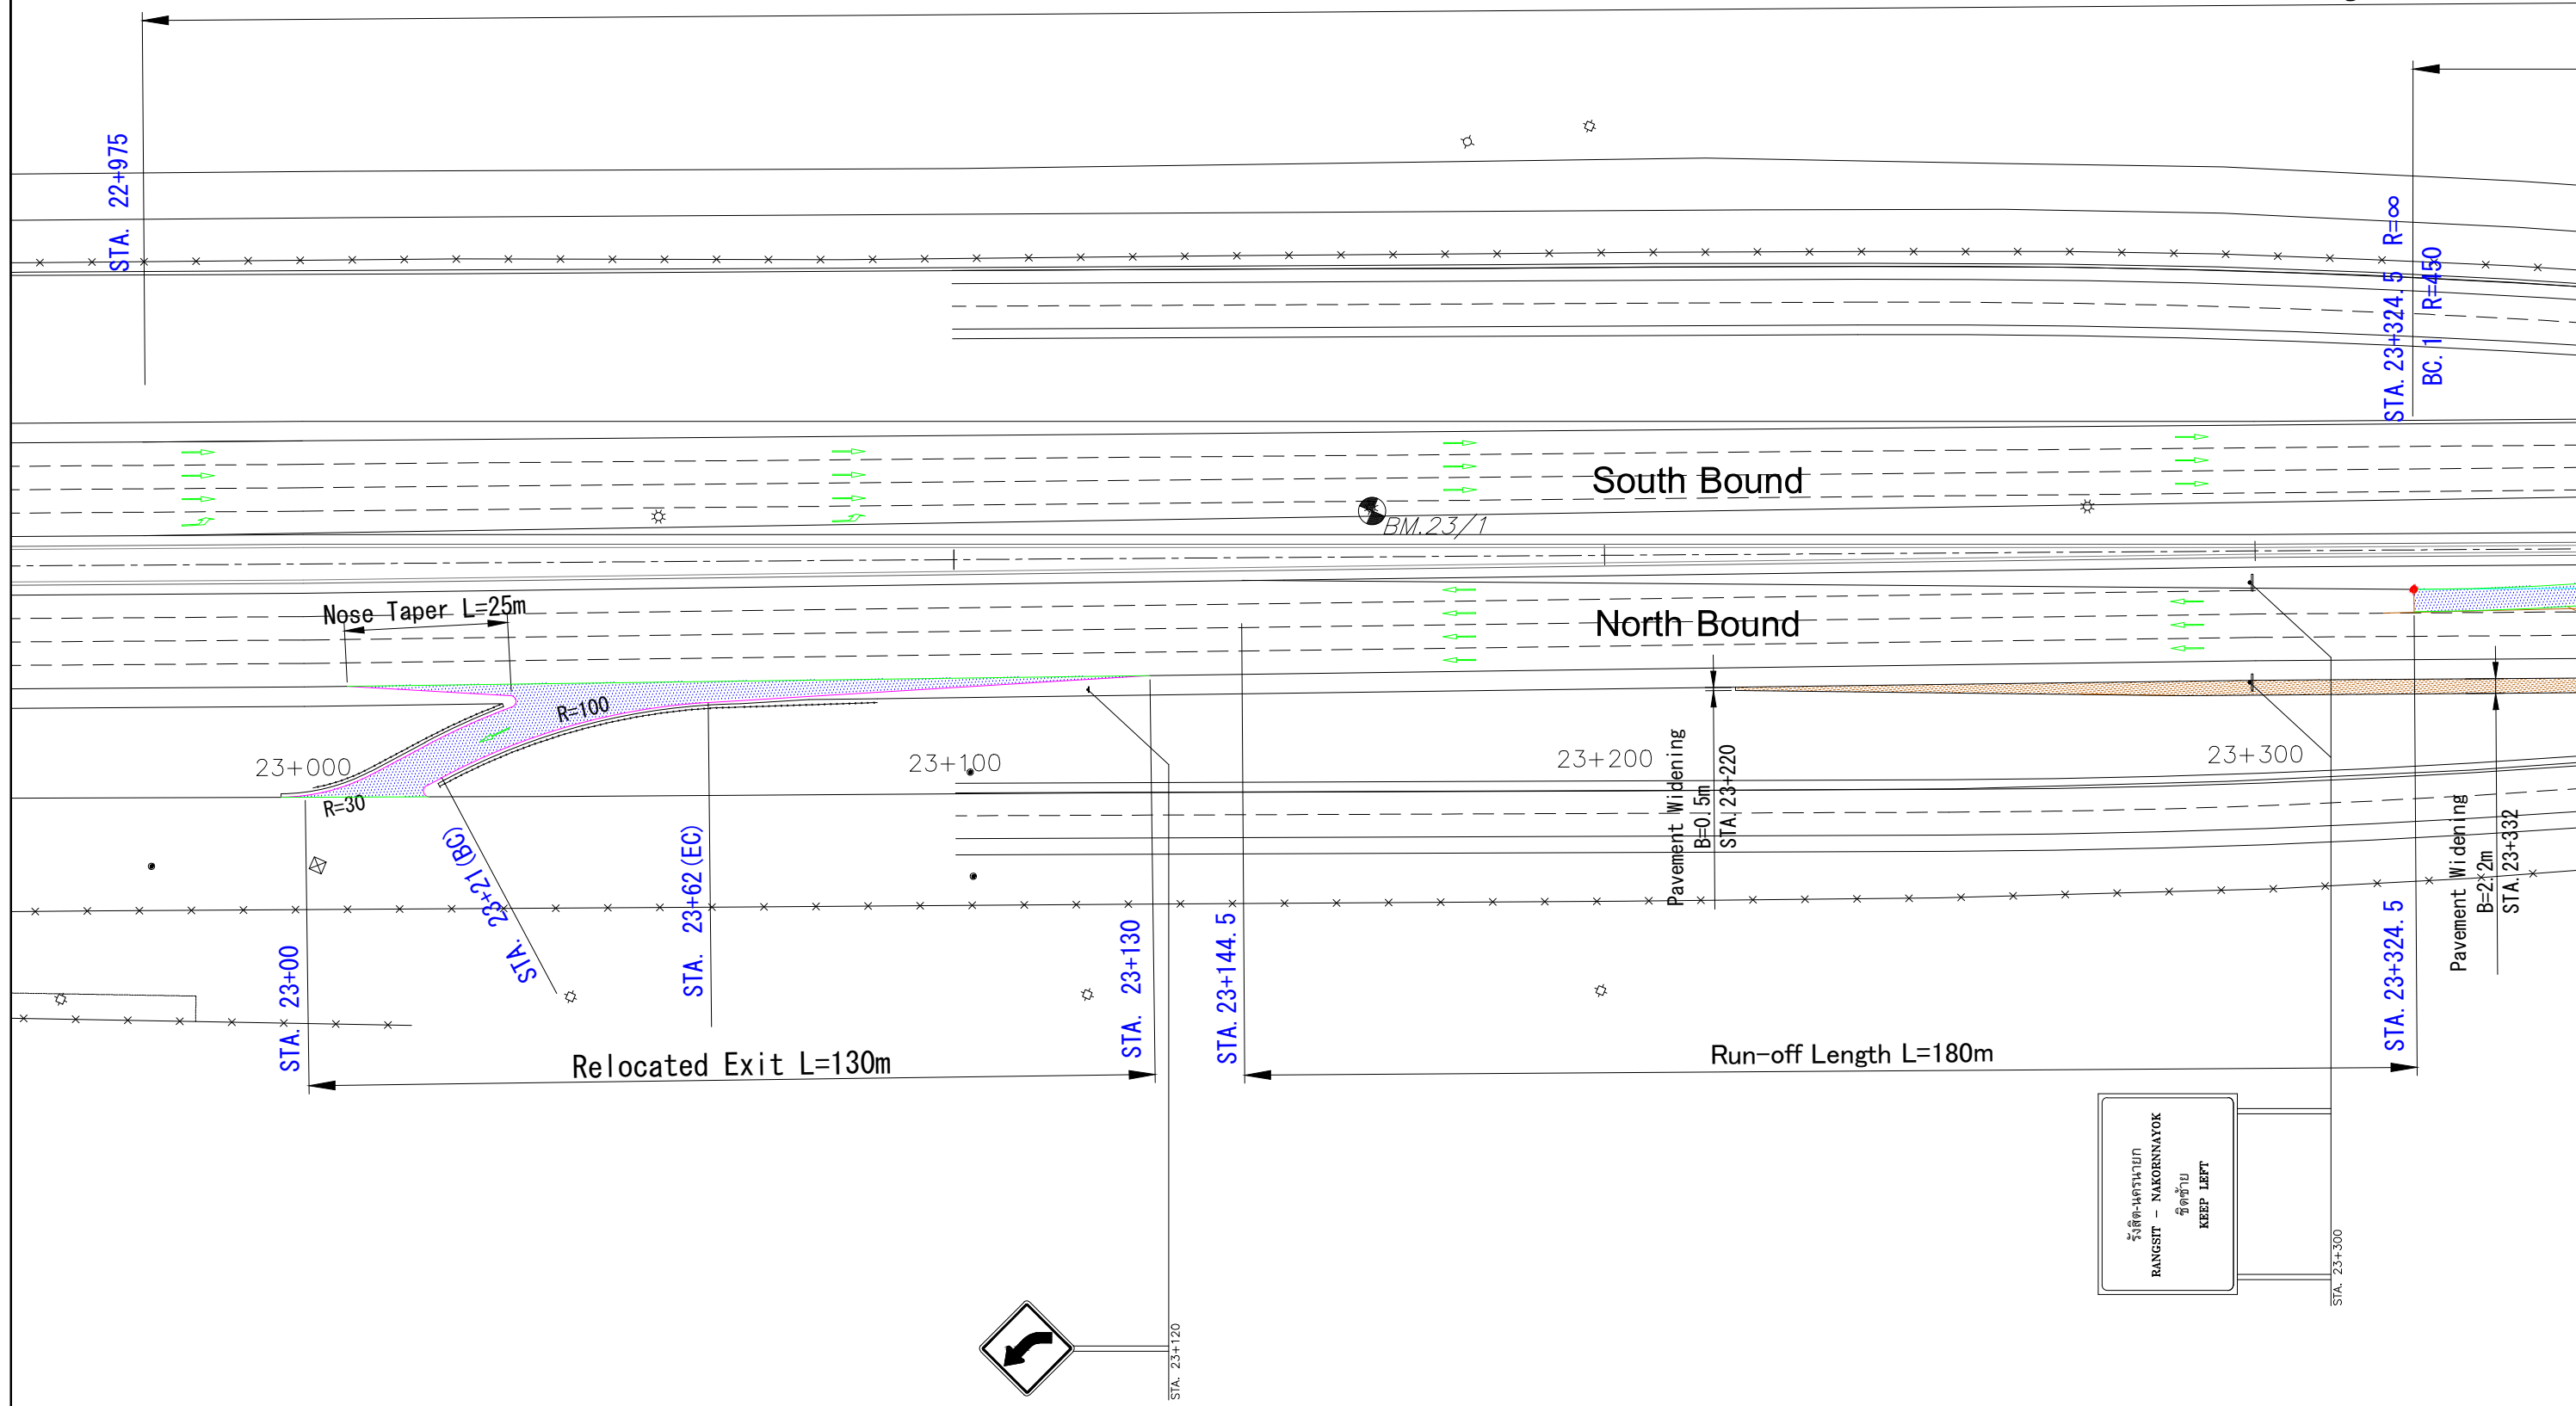 STA. 22+975
STA. 23+324.5 R=∞
BC. 1 R=450
South Bound
BM.23/1
North Bound
Nose Taper L=25m
R=100
R=30
23+000
23+100
23+200
23+300
Pavement Widening
B=0.5m
STA.23+220
Pavement Widening
B=2.2m
STA.23+332
STA. 23+00
STA. 23+21(BC)
STA. 23+62(EC)
STA. 23+130
STA. 23+144.5
STA. 23+324.5
Relocated Exit L=130m
Run-off Length L=180m
รังสิต-นครนายก
RANGSIT - NAKORNNAYOK
ชิดซ้าย
KEEP LEFT
STA. 23+300
STA. 23+120